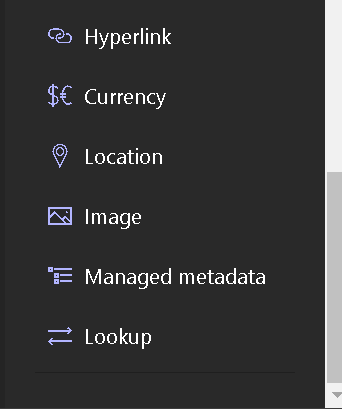 Hyperlink
Currency
Location
Image
Managed metadata
Lookup